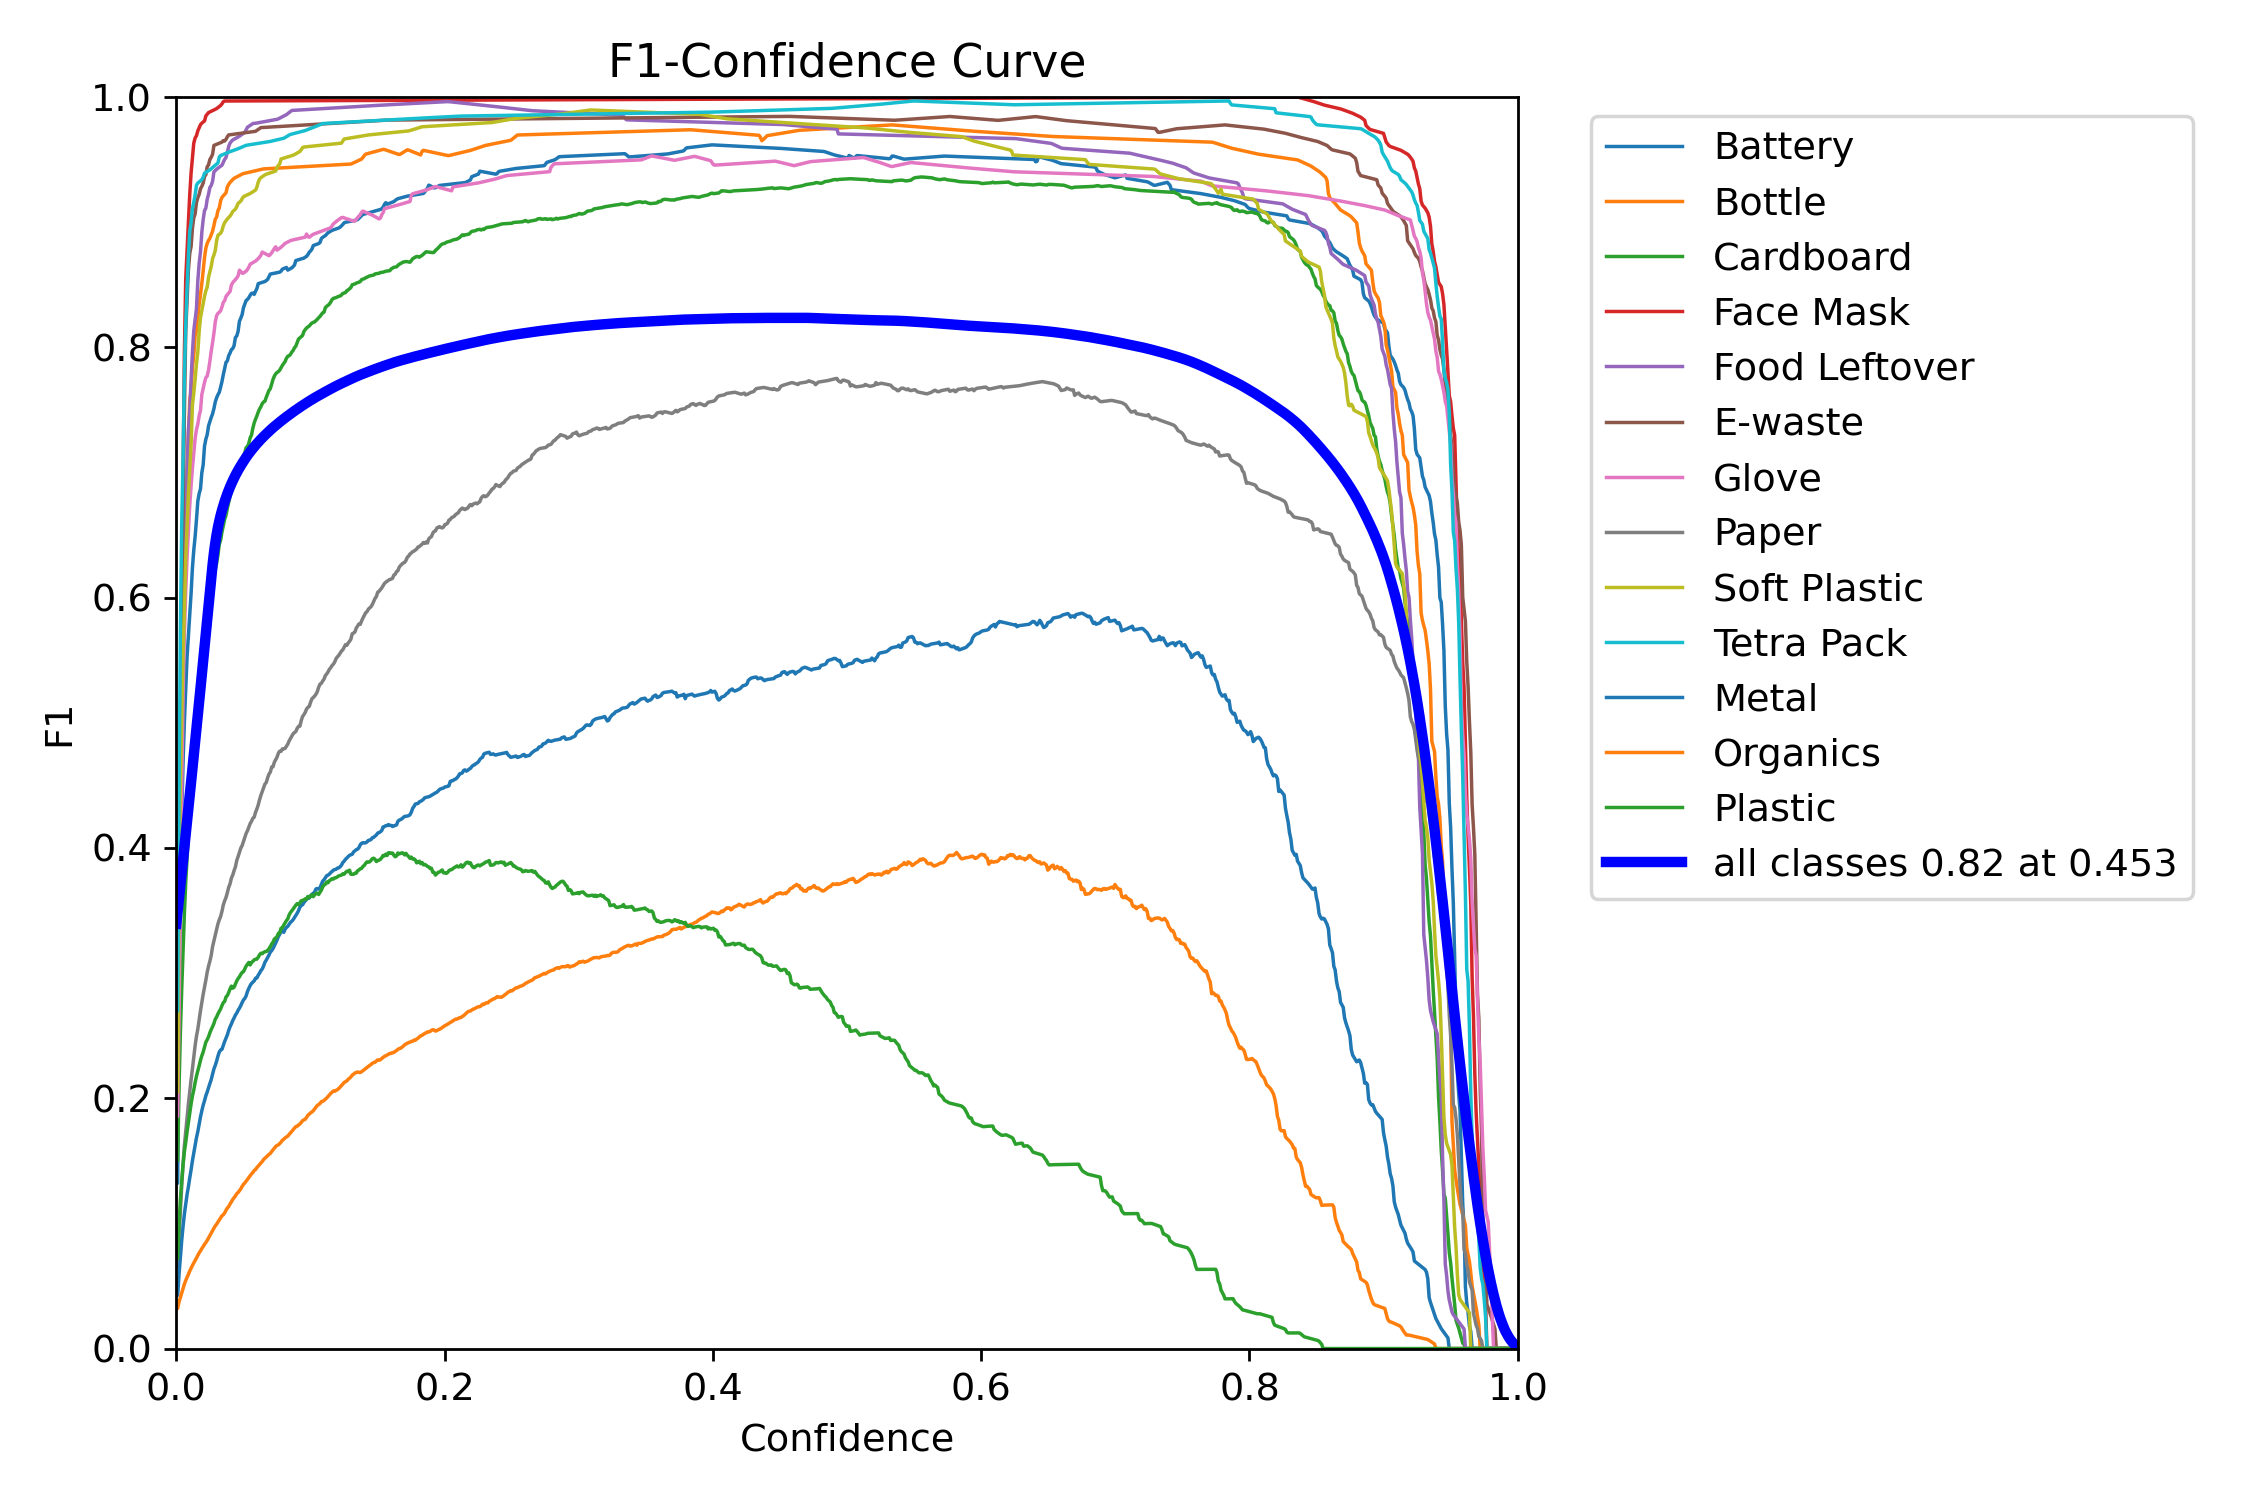 F1-Confidence Curve
1.0
0.8
0.6
0.4
0.2
0.0
F1
0.0 0.2 0.4 0.6 0.8 1.0
Confidence
Battery
Bottle
Cardboard
Face Mask
Food Leftover
E-waste
Glove
Paper
Soft Plastic
Tetra Pack
Metal
Organics
Plastic
all classes 0.82 at 0.453